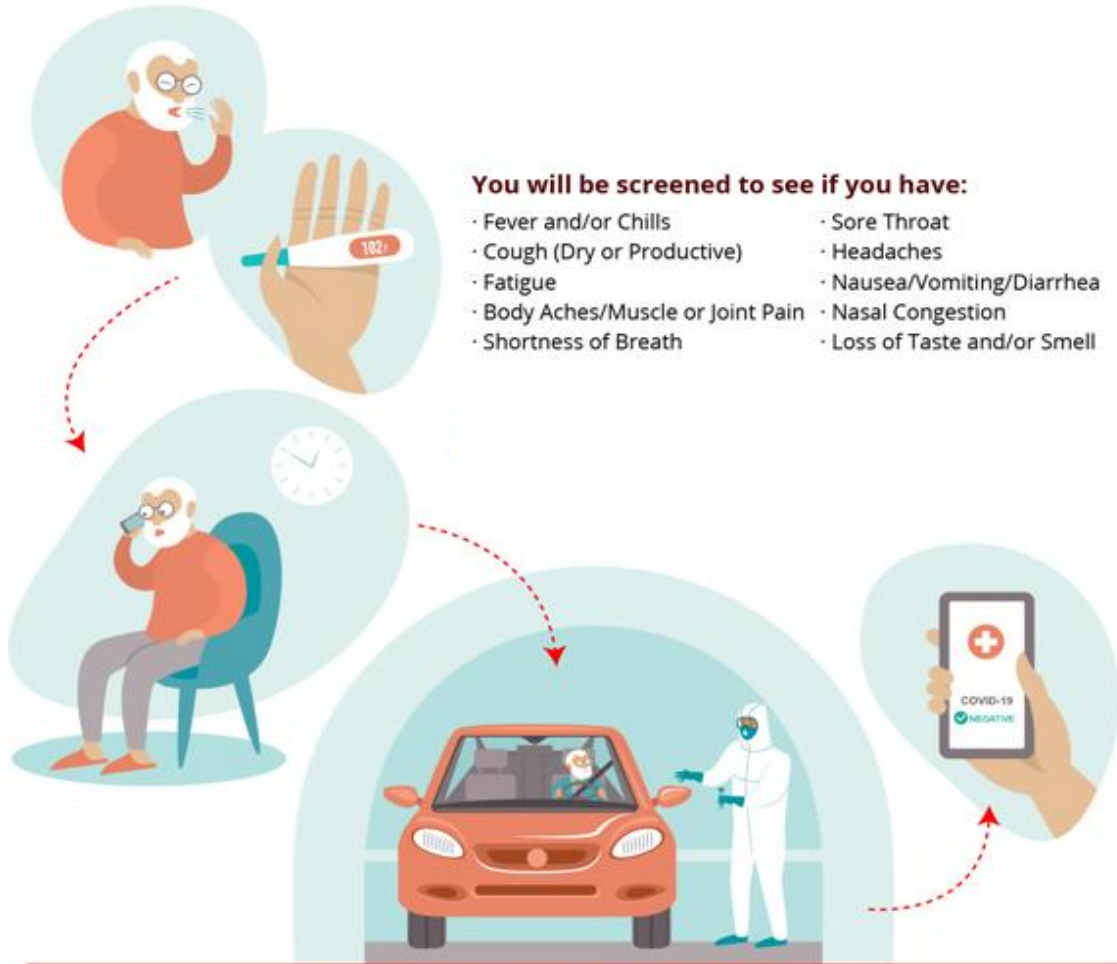 You will be screened to see if you have:
· Fever and/or Chills
· Cough (Dry or Productive)
· Fatigue
· Body Aches/Muscle or Joint Pain
· Shortness of Breath
· Sore Throat
· Headaches
· Nausea/Vomiting/Diarrhea
· Nasal Congestion
· Loss of Taste and/or Smell
102F
COVID-19
NEGATIVE